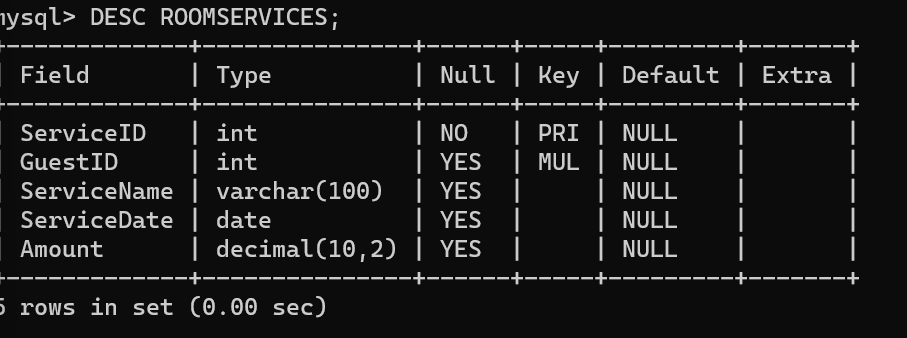 mysql> DESC ROOMSERVICES;
+-------------+---------------+------+-----+---------+-------+
| Field       | Type          | Null | Key | Default | Extra |
+-------------+---------------+------+-----+---------+-------+
| ServiceID   | int           | NO   | PRI | NULL    |       |
| GuestID     | int           | YES  | MUL | NULL    |       |
| ServiceName | varchar(100)  | YES  |     | NULL    |       |
| ServiceDate | date          | YES  |     | NULL    |       |
| Amount      | decimal(10,2) | YES  |     | NULL    |       |
+-------------+---------------+------+-----+---------+-------+
5 rows in set (0.00 sec)